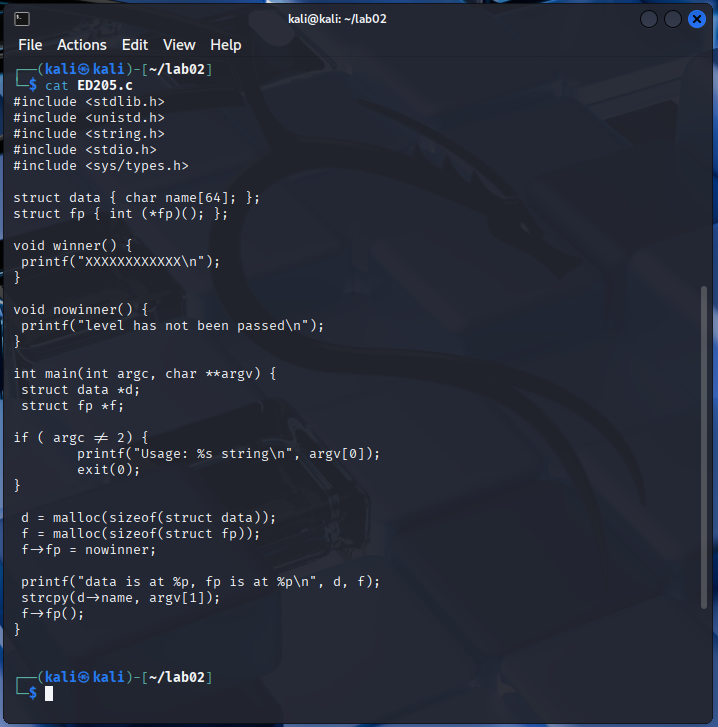 kali@kali: ~/lab02
File Actions Edit View Help
┌──(kali㉿kali)-[~/lab02]
└─$ cat ED205.c
#include <stdlib.h>
#include <unistd.h>
#include <string.h>
#include <stdio.h>
#include <sys/types.h>

struct data { char name[64]; };
struct fp { int (*fp)(); };

void winner() {
 printf("XXXXXXXXXXXX\n");
}

void nowinner() {
 printf("level has not been passed\n");
}

int main(int argc, char **argv) {
 struct data *d;
 struct fp *f;

if ( argc ≠ 2) {
        printf("Usage: %s string\n", argv[0]);
        exit(0);
}

 d = malloc(sizeof(struct data));
 f = malloc(sizeof(struct fp));
 f→fp = nowinner;

 printf("data is at %p, fp is at %p\n", d, f);
 strcpy(d→name, argv[1]);
 f→fp();
}

┌──(kali㉿kali)-[~/lab02]
└─$